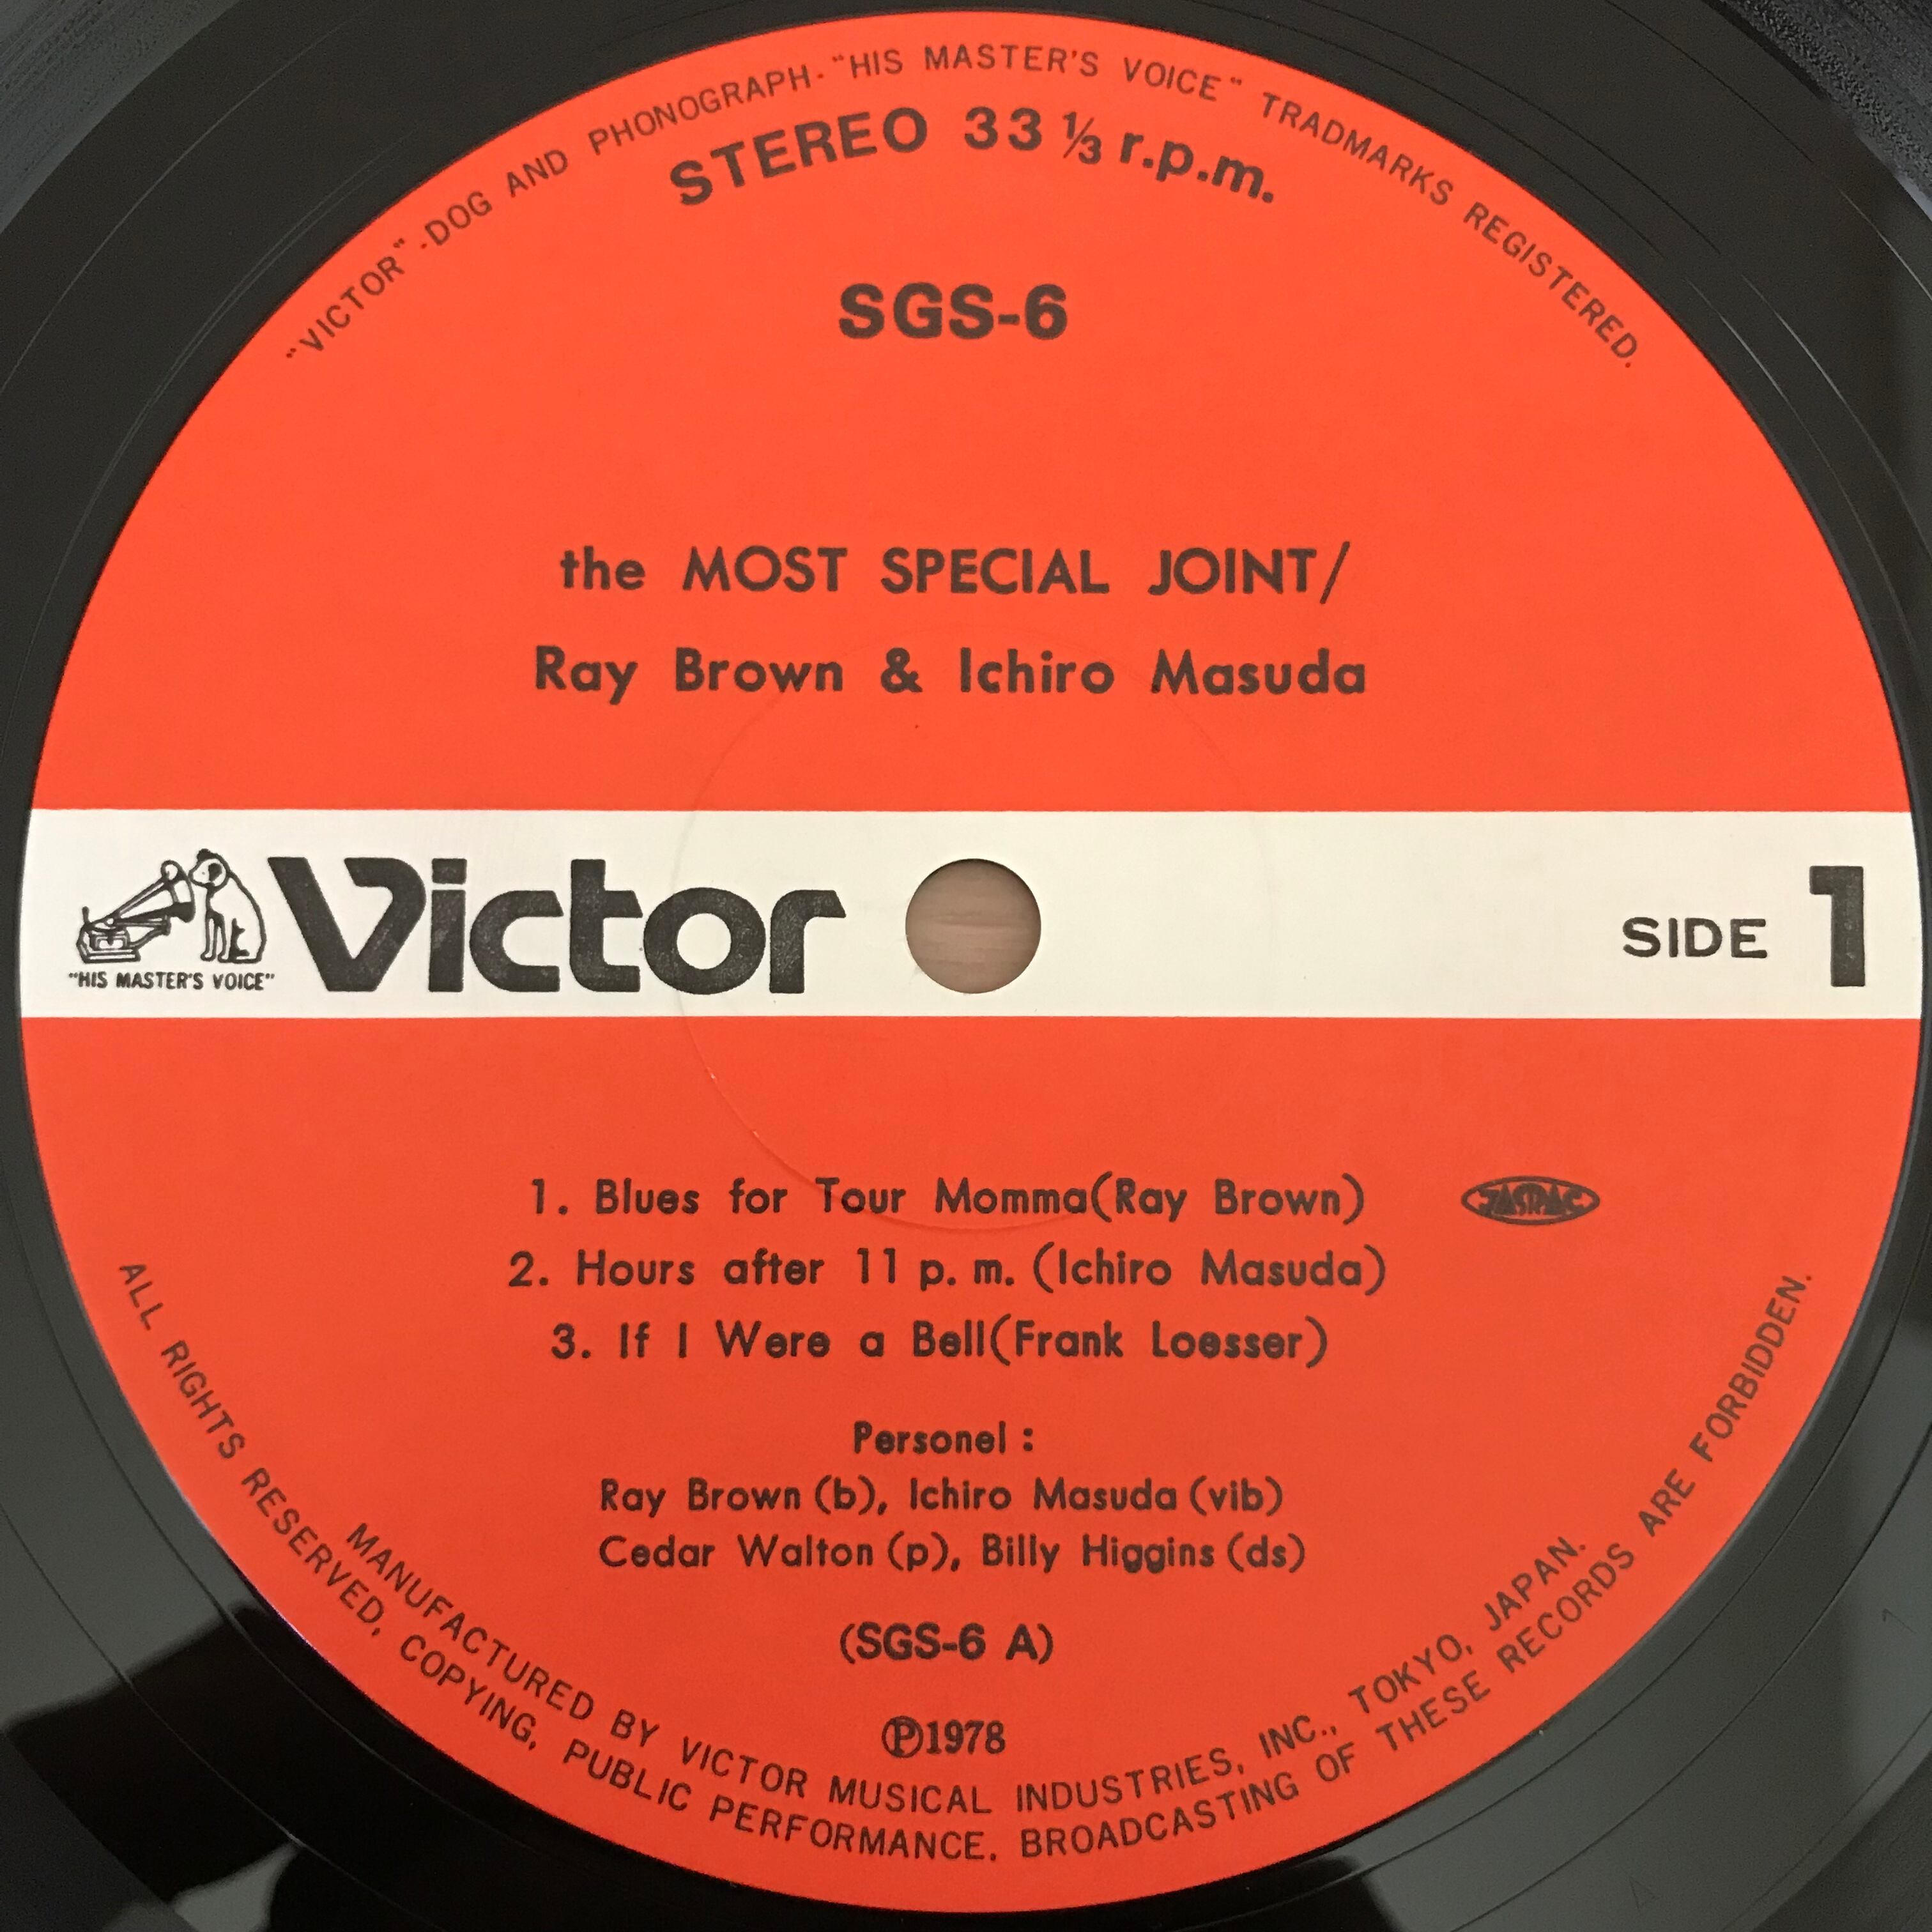 "VICTOR"-DOG AND PHONOGRAPH-"HIS MASTER'S VOICE" TRADMARKS REGISTERED.
STEREO 33 ⅓ r.p.m.
SGS-6
the MOST SPECIAL JOINT/
Ray Brown & Ichiro Masuda
"HIS MASTER'S VOICE"
Victor
SIDE 1
1. Blues for Tour Momma(Ray Brown)
JASRAC
2. Hours after 11 p. m. (Ichiro Masuda)
3. If I Were a Bell(Frank Loesser)
Personel :
Ray Brown (b), Ichiro Masuda (vib)
Cedar Walton (p), Billy Higgins (ds)
(SGS-6 A)
℗1978
MANUFACTURED BY VICTOR MUSICAL INDUSTRIES, INC., TOKYO, JAPAN.
ALL RIGHTS RESERVED, COPYING, PUBLIC PERFORMANCE. BROADCASTING OF THESE RECORDS ARE FORBIDDEN.